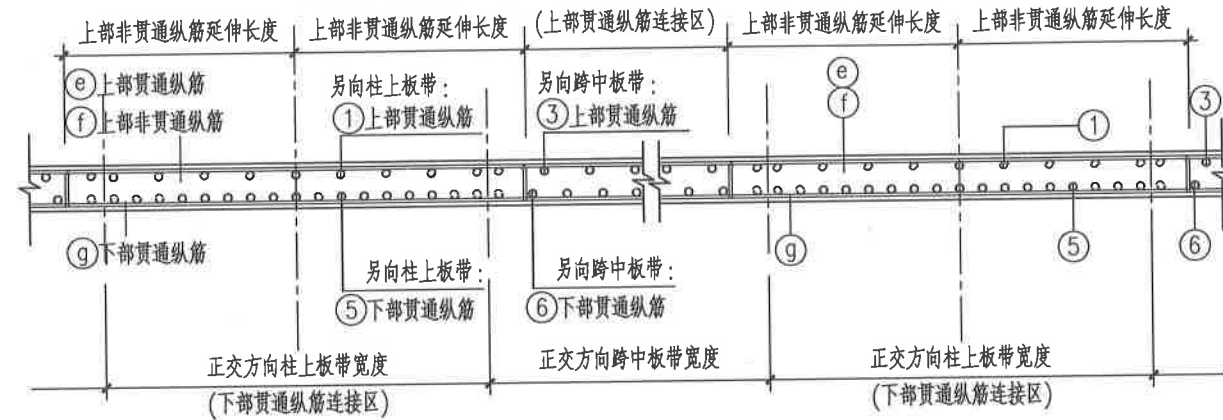 上部非贯通纵筋延伸长度 上部非贯通纵筋延伸长度 (上部贯通纵筋连接区) 上部非贯通纵筋延伸长度 上部非贯通纵筋延伸长度
ⓔ上部贯通纵筋 另向柱上板带: 另向跨中板带: ⓔ
ⓕ上部非贯通纵筋 ①上部贯通纵筋 ③上部贯通纵筋 ⓕ ① ③
ⓖ下部贯通纵筋 另向柱上板带: 另向跨中板带: ⓖ ⑤ ⑥
⑤下部贯通纵筋 ⑥下部贯通纵筋
正交方向柱上板带宽度 正交方向跨中板带宽度 正交方向柱上板带宽度
(下部贯通纵筋连接区) (下部贯通纵筋连接区)